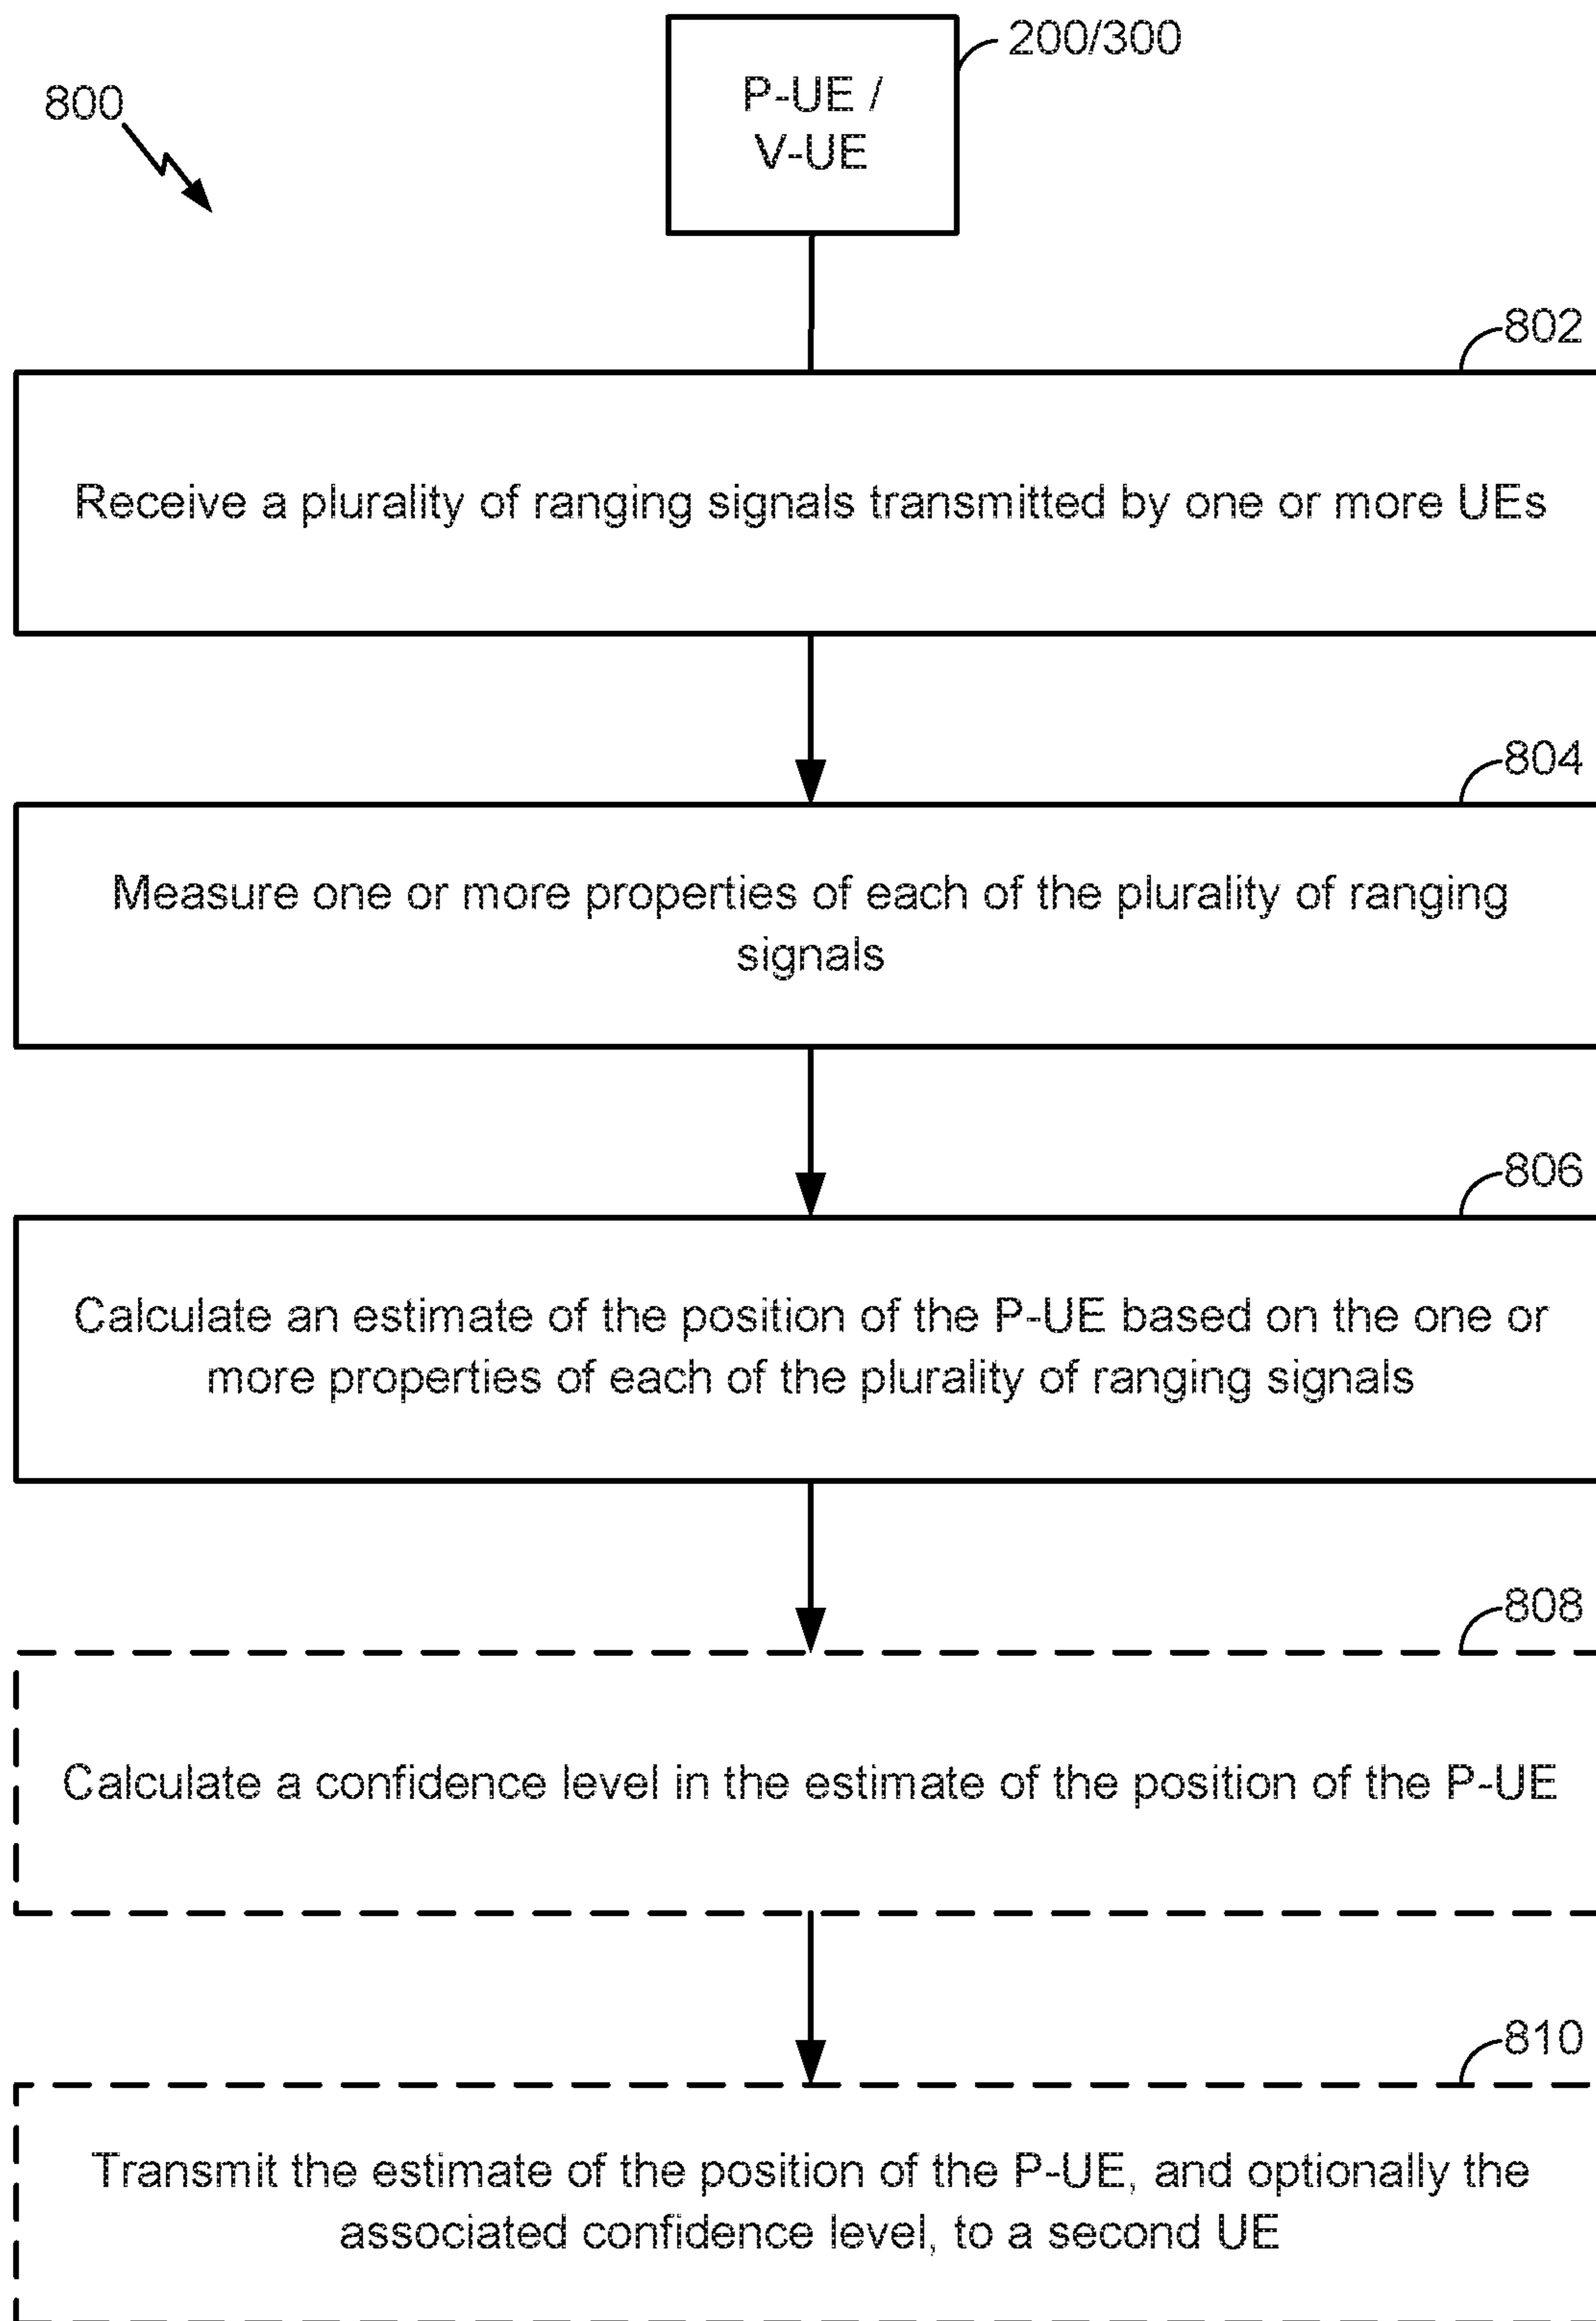 800
200/300
P-UE /
V-UE
802
Receive a plurality of ranging signals transmitted by one or more UEs
804
Measure one or more properties of each of the plurality of ranging
signals
806
Calculate an estimate of the position of the P-UE based on the one or
more properties of each of the plurality of ranging signals
808
Calculate a confidence level in the estimate of the position of the P-UE
810
Transmit the estimate of the position of the P-UE, and optionally the
associated confidence level, to a second UE